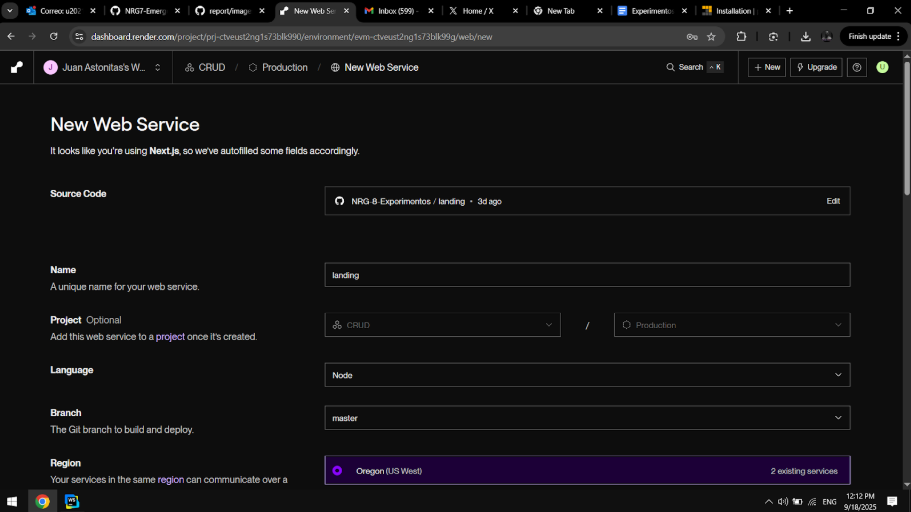 Correo: u202
NRG7-Emerg
report/image
New Web Se
Inbox (599) -
Home / X
New Tab
Experimento
Installation |
dashboard.render.com/project/prj-ctveust2ng1s73blk990/environment/evm-ctveust2ng1s73blk99g/web/new
Finish update
J
Juan Astonitas's W...
CRUD / Production / New Web Service
Search ^ K
+ New
Upgrade
U
New Web Service
It looks like you're using Next.js, so we've autofilled some fields accordingly.
Source Code
NRG-8-Experimentos / landing • 3d ago
Edit
Name
A unique name for your web service.
landing
Project Optional
Add this web service to a project once it's created.
CRUD / Production
Language
Node
Branch
The Git branch to build and deploy.
master
Region
Your services in the same region can communicate over a
Oregon (US West)
2 existing services
WS
ENG
12:12 PM
9/18/2025